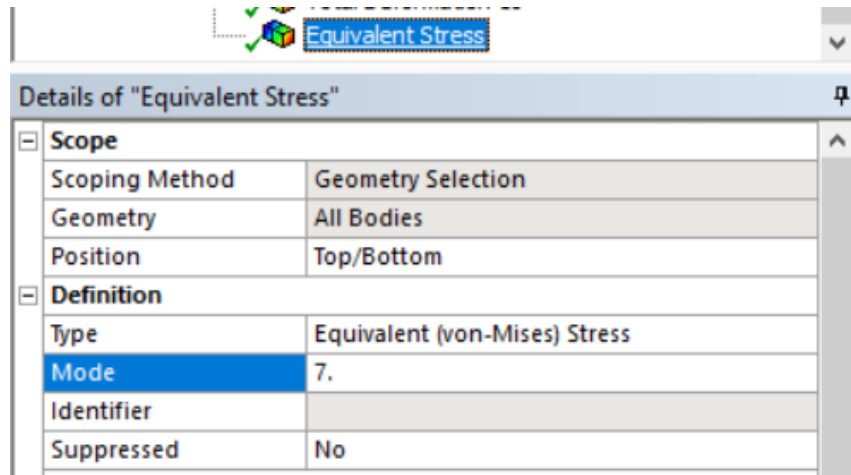 Equivalent Stress
Details of "Equivalent Stress"
Scope
Scoping Method Geometry Selection
Geometry All Bodies
Position Top/Bottom
Definition
Type Equivalent (von-Mises) Stress
Mode 7.
Identifier
Suppressed No